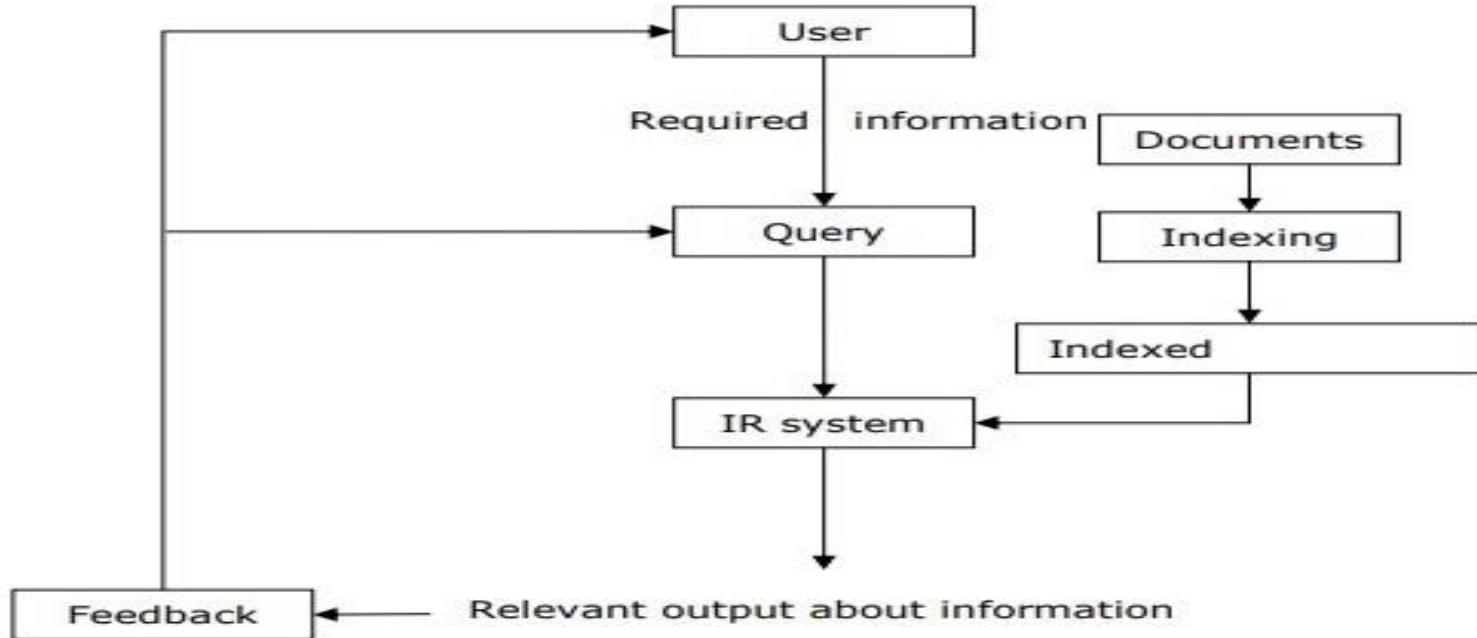 User
Required information
Documents
Query
Indexing
Indexed
IR system
Feedback
Relevant output about information